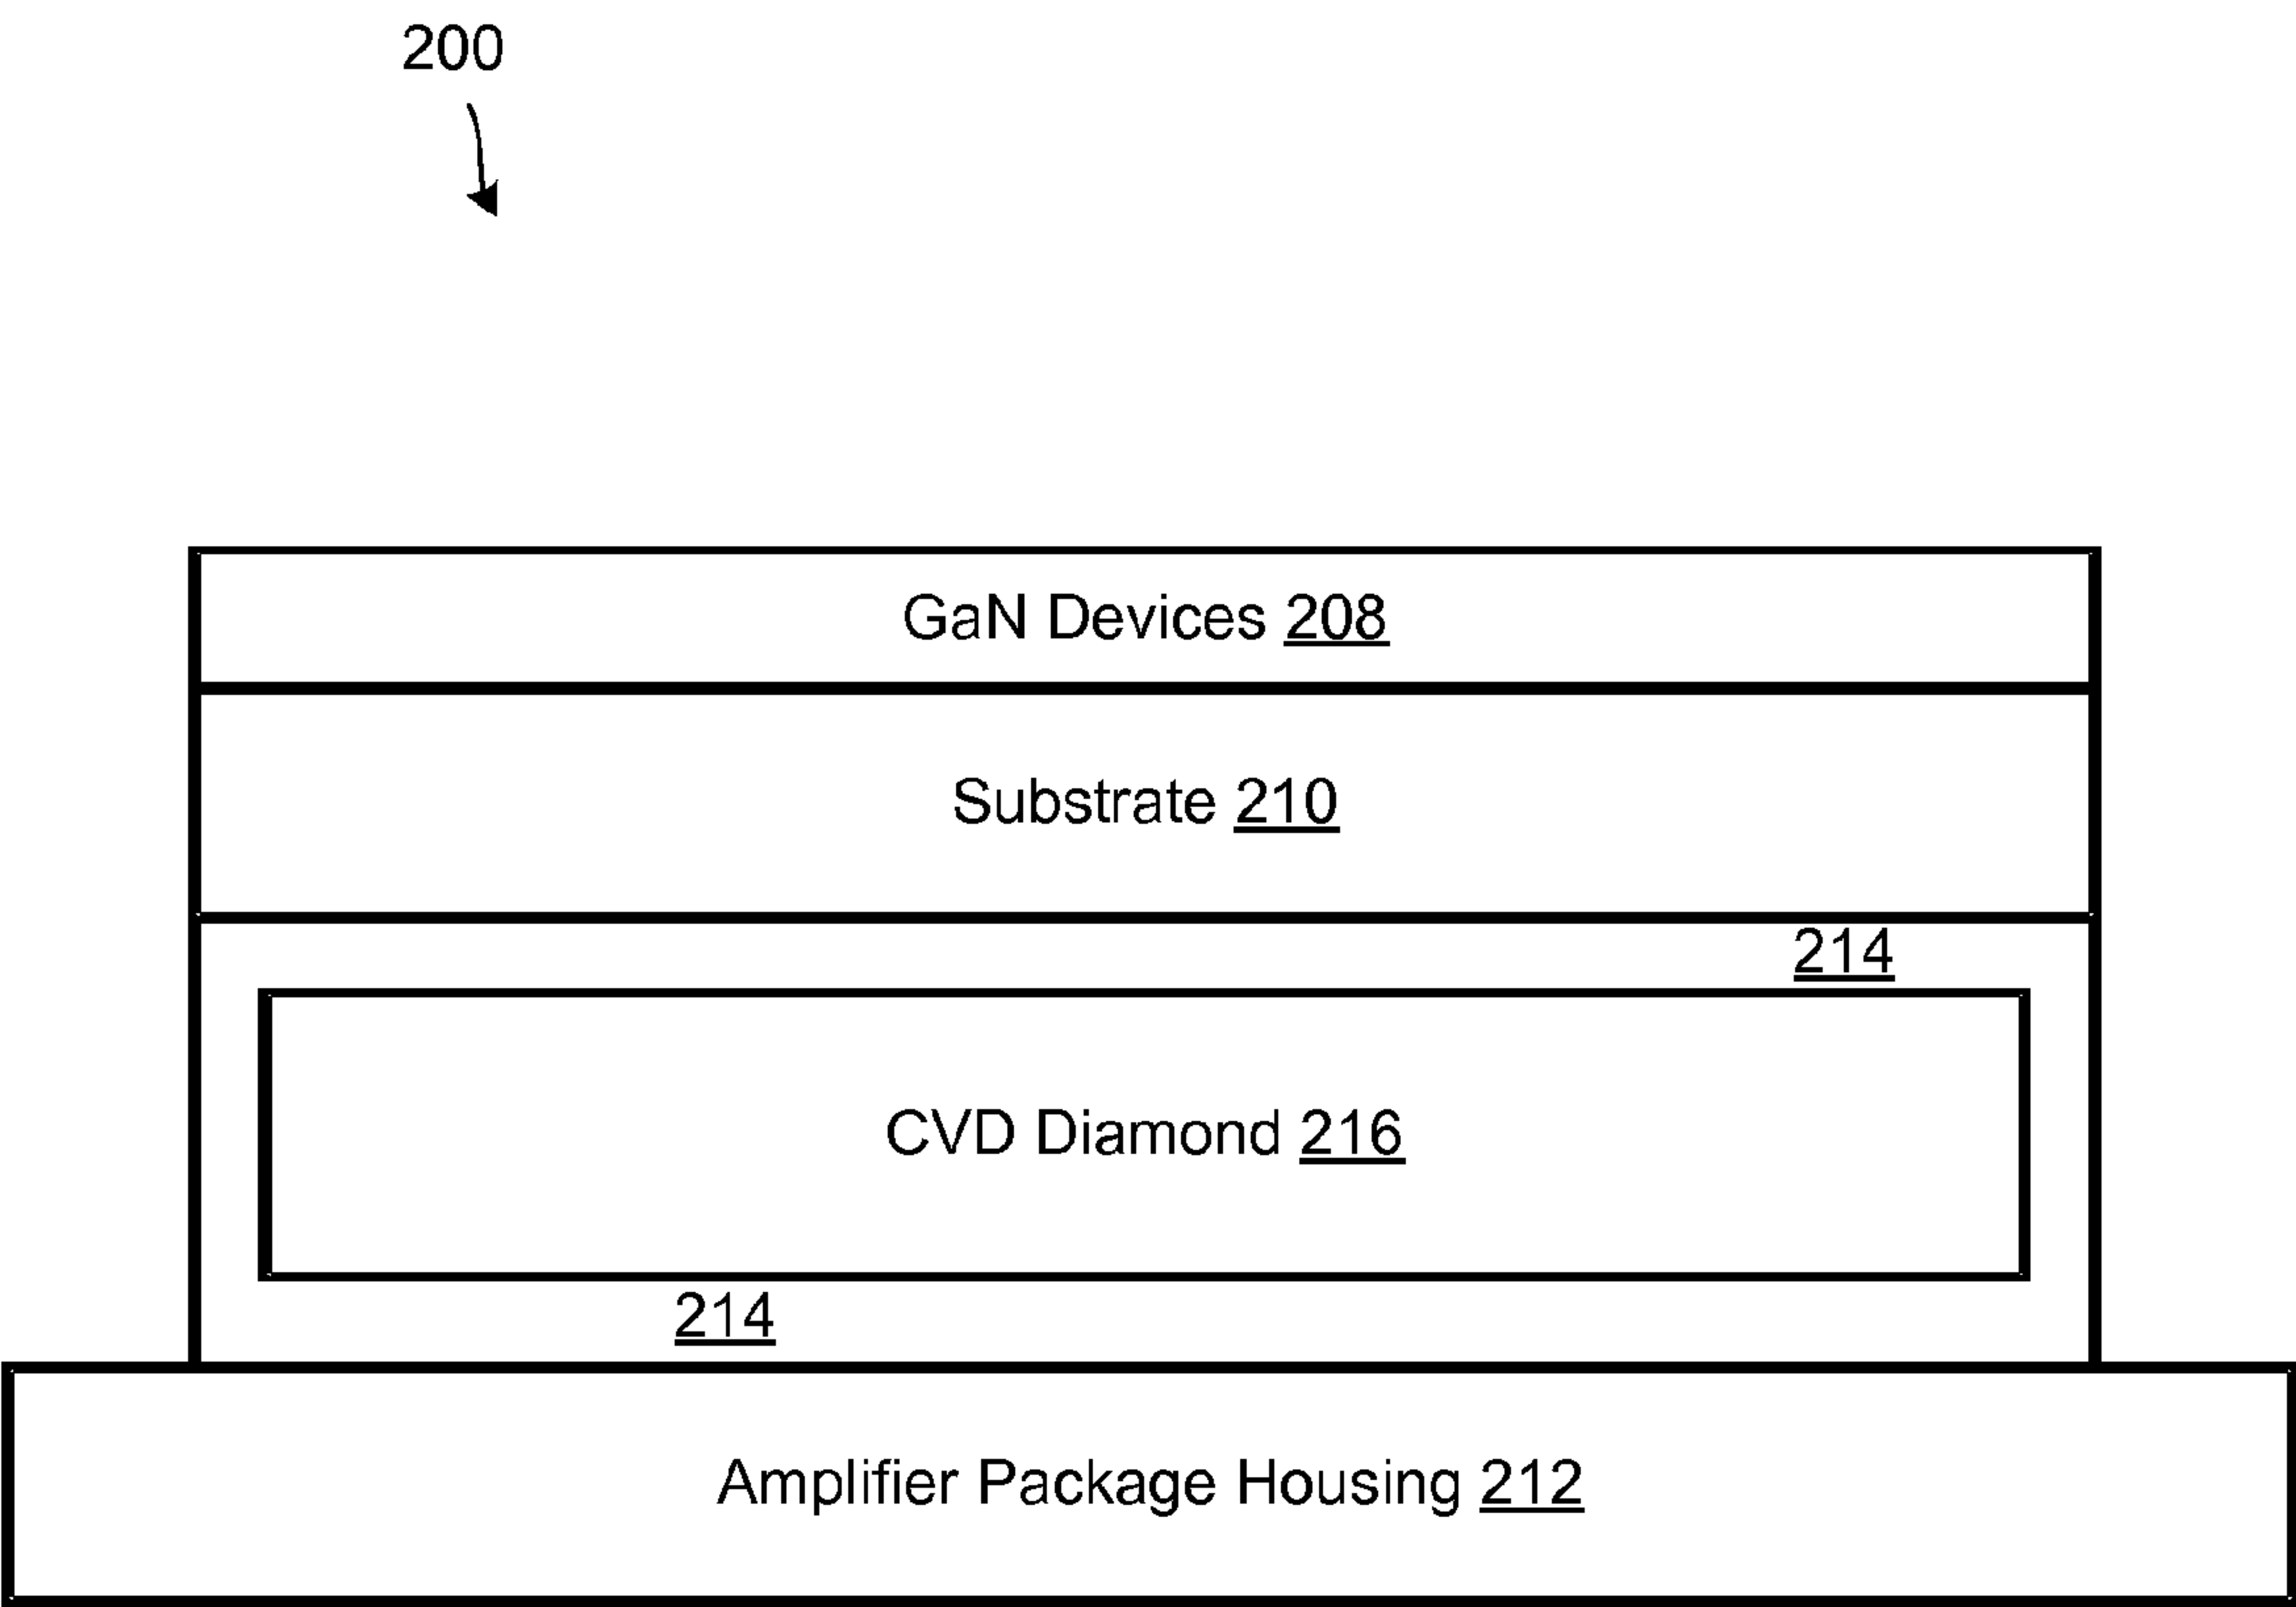 200
GaN Devices 208
Substrate 210
214
CVD Diamond 216
214
Amplifier Package Housing 212